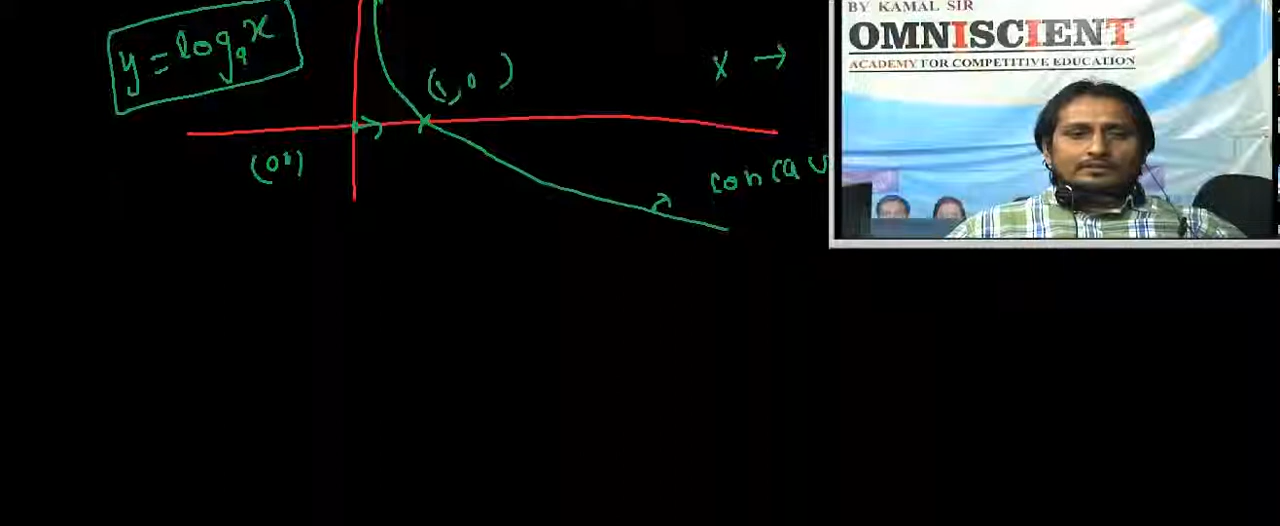 BY KAMAL SIR
OMNISCIENT
ACADEMY FOR COMPETITIVE EDUCATION
y = logₐx
(1, 0)
x →
(0⁺)
concav